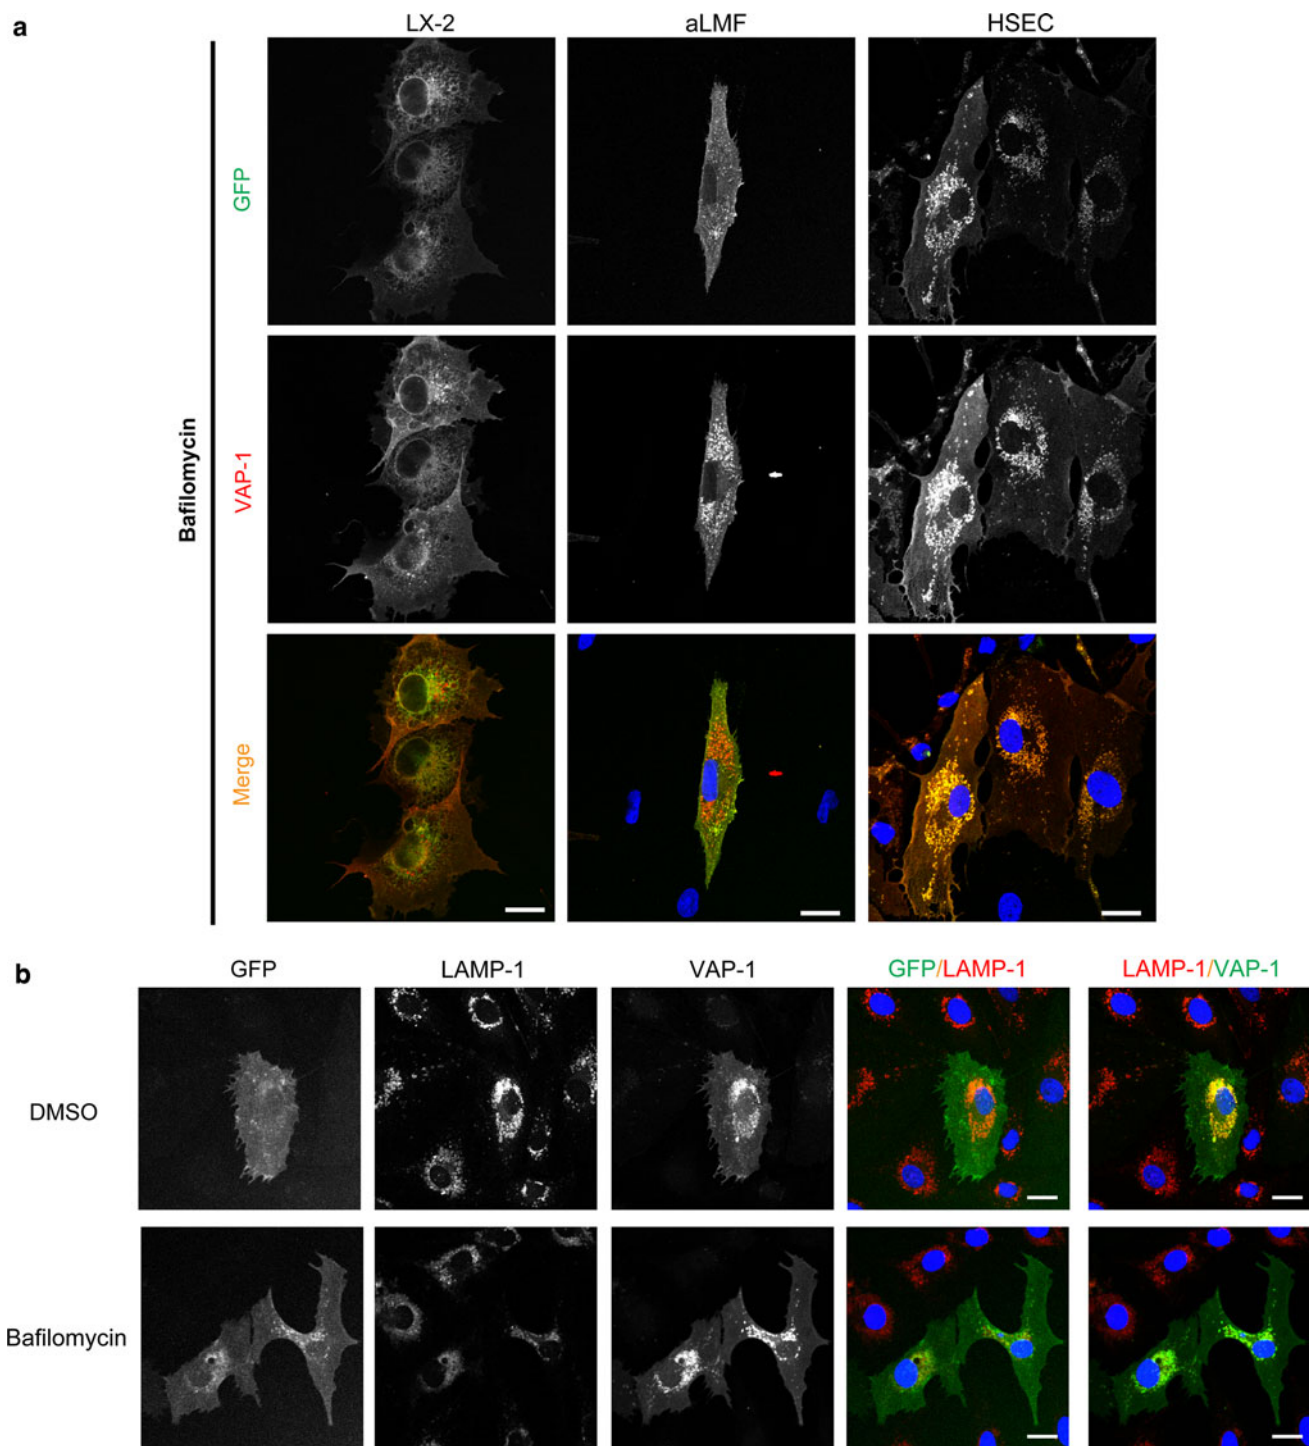 a
LX-2 aLMF HSEC
Bafilomycin
GFP
VAP-1
Merge
b
GFP LAMP-1 VAP-1 GFP/LAMP-1 LAMP-1/VAP-1
DMSO
Bafilomycin